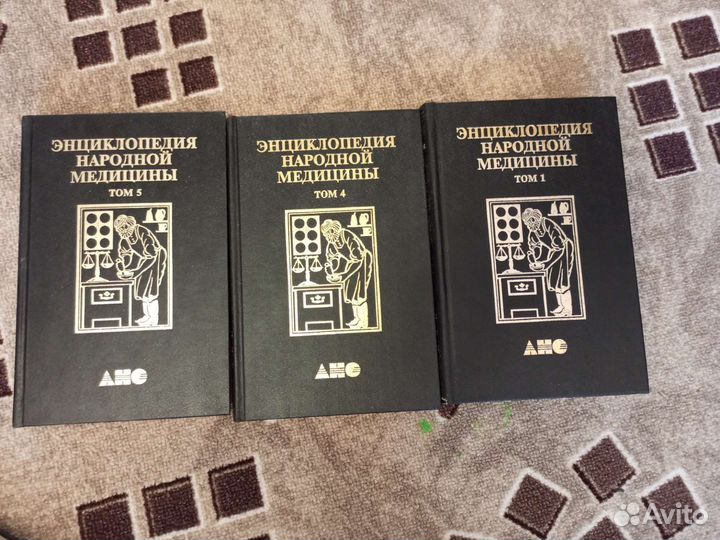 ЭНЦИКЛОПЕДИЯ
НАРОДНОЙ
МЕДИЦИНЫ
ТОМ 5
АНС
ЭНЦИКЛОПЕДИЯ
НАРОДНОЙ
МЕДИЦИНЫ
ТОМ 4
АНС
ЭНЦИКЛОПЕДИЯ
НАРОДНОЙ
МЕДИЦИНЫ
ТОМ 1
АНС
Avito